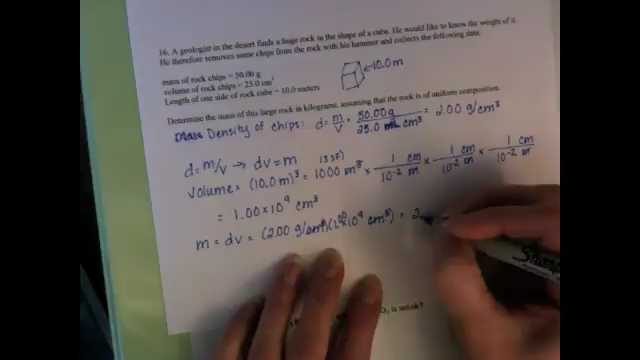 16. A geologist in the desert finds a huge rock in the shape of a cube. He would like to know the weight of it.
He therefore removes some chips from the rock with his hammer and collects the following data:
mass of rock chips = 50.00 g
volume of rock chips = 25.0 cm³
Length of one side of rock cube = 10.0 meters
←10.0 m
Determine the mass of this large rock in kilograms, assuming that the rock is of uniform composition.
Density of chips: d = m/V = 50.00 g / 25.0 cm³ = 2.00 g/cm³
d = m/V → dV = m
(3 SF)
Volume = (10.0 m)³ = 1000 m³ × 1 cm / 10⁻² m × 1 cm / 10⁻² m × 1 cm / 10⁻² m
= 1.00 × 10⁹ cm³
m = dV = (2.00 g/cm³)(1.00 × 10⁹ cm³) = 2
is weak?